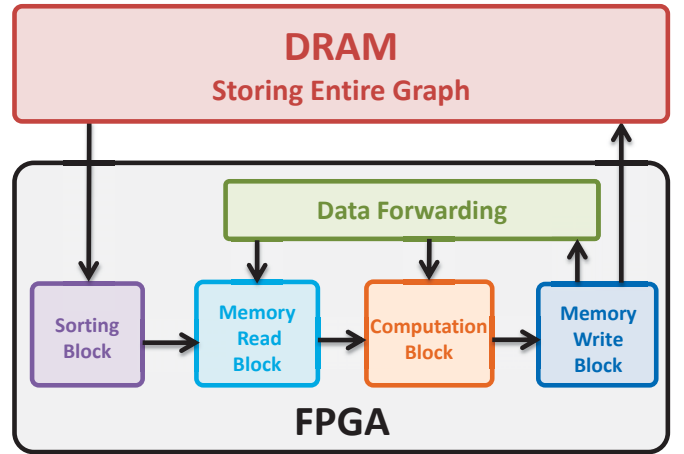 DRAM
Storing Entire Graph
Data Forwarding
Sorting
Block
Memory
Read
Block
Computation
Block
Memory
Write
Block
FPGA